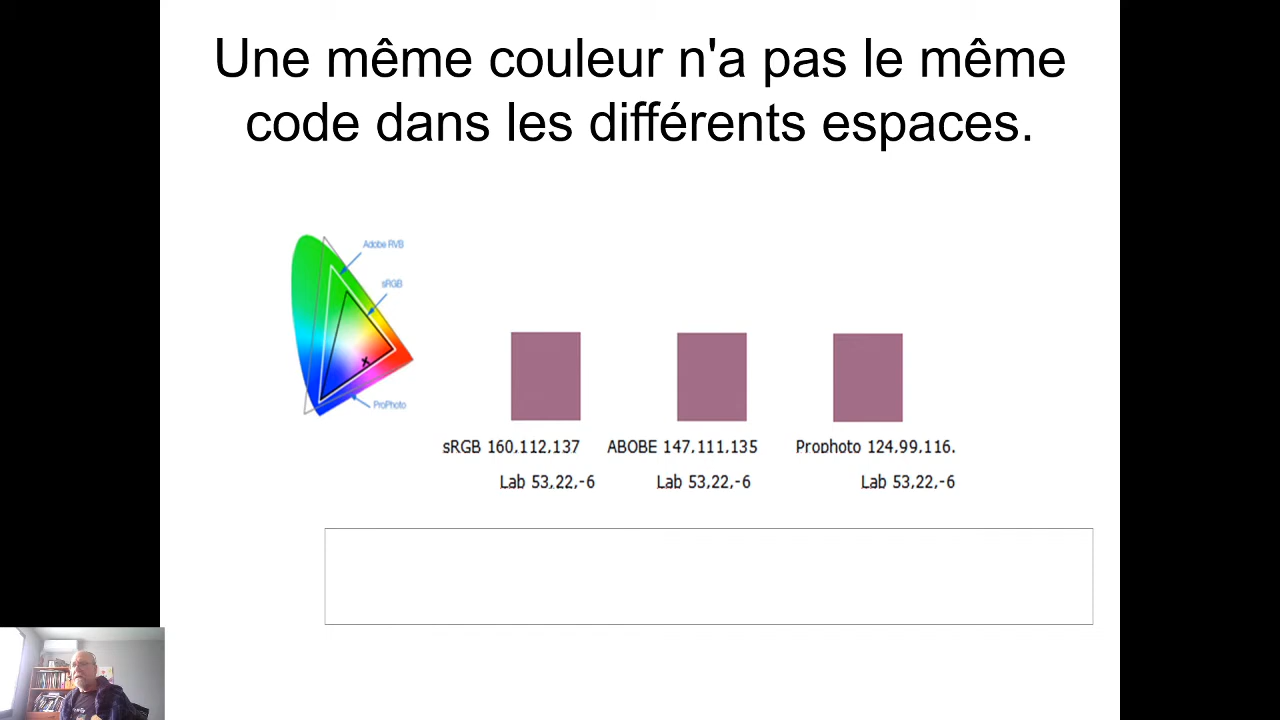 Une même couleur n'a pas le même
code dans les différents espaces.
Adobe RVB
sRGB
x
ProPhoto
sRGB 160,112,137
ABOBE 147,111,135
Prophoto 124,99,116.
Lab 53,22,-6
Lab 53,22,-6
Lab 53,22,-6